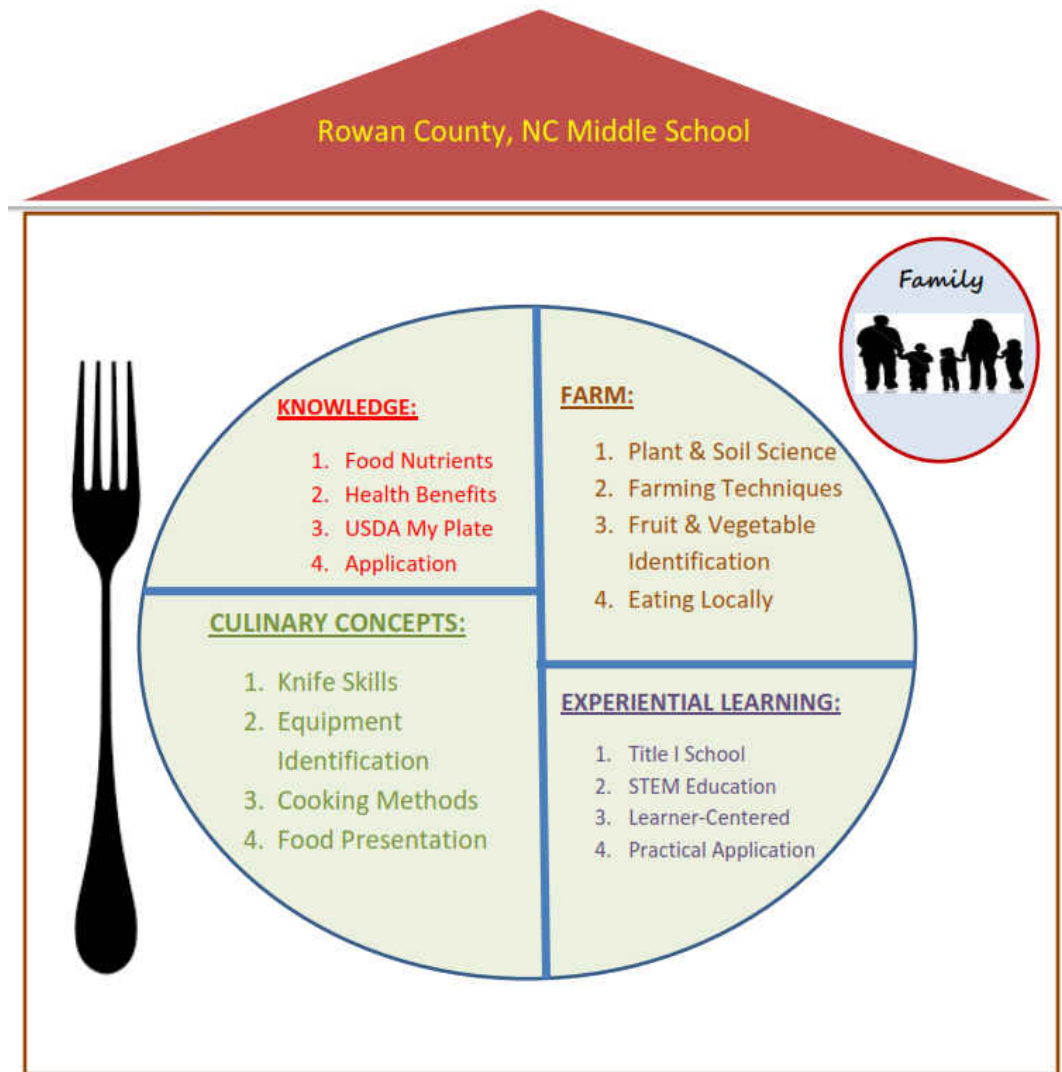 Rowan County, NC Middle School
Family
KNOWLEDGE:
1. Food Nutrients
2. Health Benefits
3. USDA My Plate
4. Application
FARM:
1. Plant & Soil Science
2. Farming Techniques
3. Fruit & Vegetable
Identification
4. Eating Locally
CULINARY CONCEPTS:
1. Knife Skills
2. Equipment
Identification
3. Cooking Methods
4. Food Presentation
EXPERIENTIAL LEARNING:
1. Title I School
2. STEM Education
3. Learner-Centered
4. Practical Application